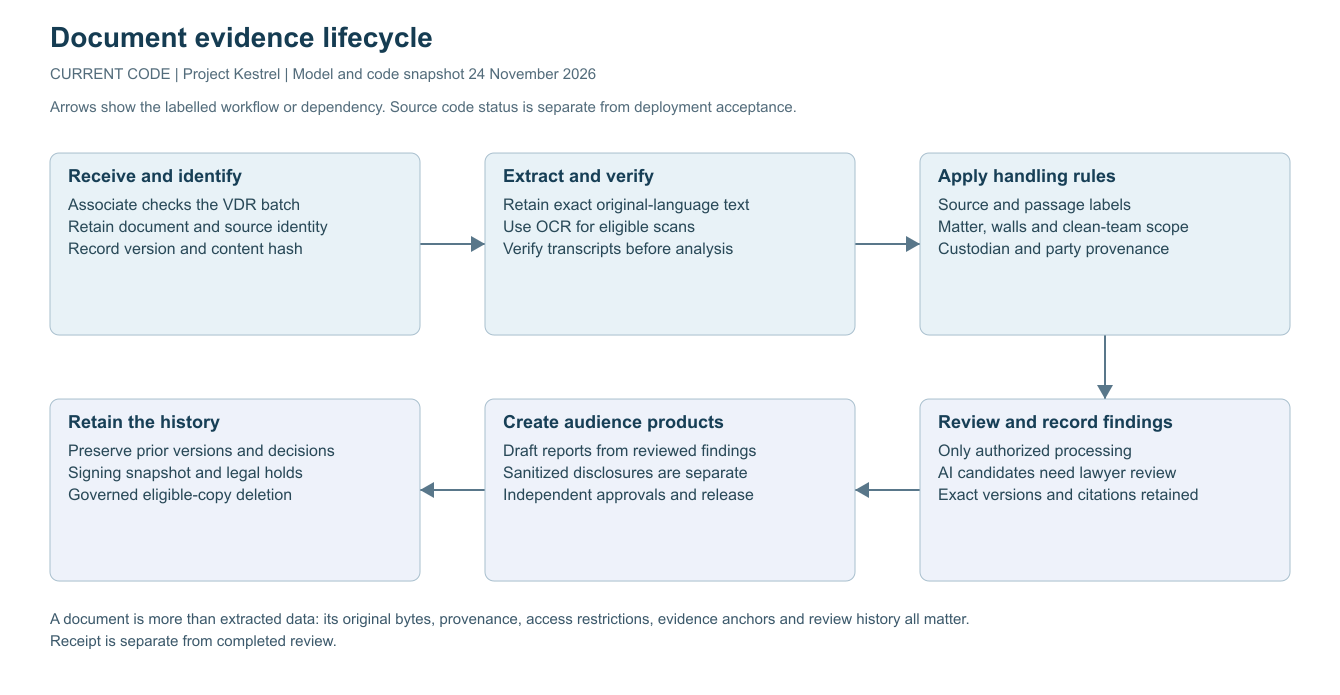 Document evidence lifecycle
CURRENT CODE | Project Kestrel | Model and code snapshot 24 November 2026
Arrows show the labelled workflow or dependency. Source code status is separate from deployment acceptance.
Receive and identify
Associate checks the VDR batch
Retain document and source identity
Record version and content hash
Extract and verify
Retain exact original-language text
Use OCR for eligible scans
Verify transcripts before analysis
Apply handling rules
Source and passage labels
Matter, walls and clean-team scope
Custodian and party provenance
Retain the history
Preserve prior versions and decisions
Signing snapshot and legal holds
Governed eligible-copy deletion
Create audience products
Draft reports from reviewed findings
Sanitized disclosures are separate
Independent approvals and release
Review and record findings
Only authorized processing
AI candidates need lawyer review
Exact versions and citations retained
A document is more than extracted data: its original bytes, provenance, access restrictions, evidence anchors and review history all matter.
Receipt is separate from completed review.